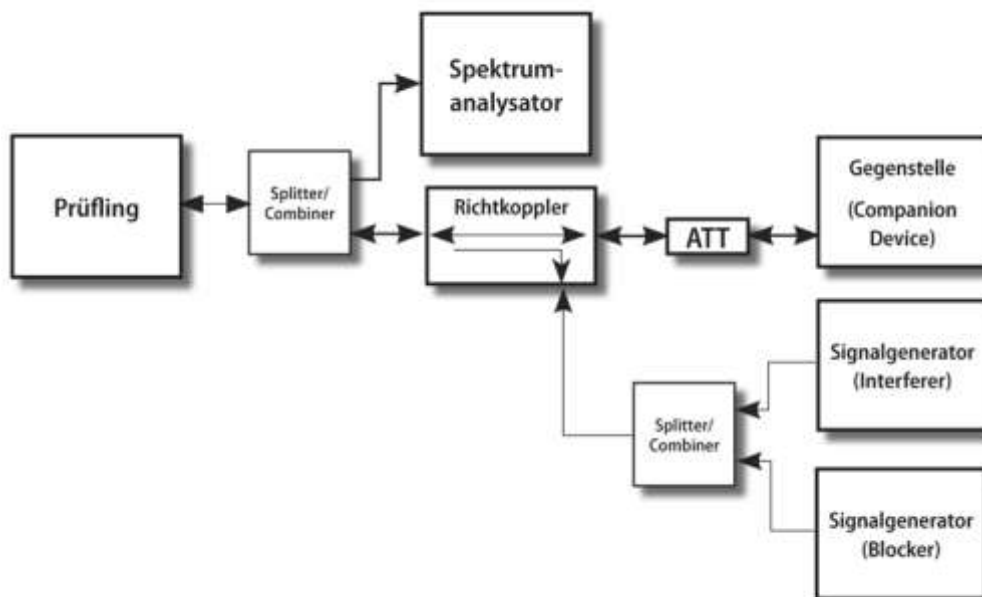 Spektrum-
analysator
Prüfling
Splitter/
Combiner
Richtkoppler
ATT
Gegenstelle
(Companion
Device)
Signalgenerator
(Interferer)
Splitter/
Combiner
Signalgenerator
(Blocker)